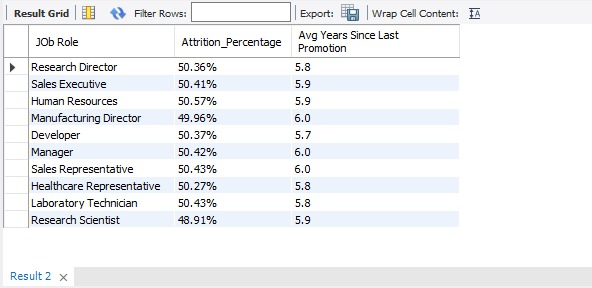 Result Grid Filter Rows: Export: Wrap Cell Content:
JOb Role Attrition_Percentage Avg Years Since Last
Promotion
Research Director 50.36% 5.8
Sales Executive 50.41% 5.9
Human Resources 50.57% 5.9
Manufacturing Director 49.96% 6.0
Developer 50.37% 5.7
Manager 50.42% 6.0
Sales Representative 50.43% 6.0
Healthcare Representative 50.27% 5.8
Laboratory Technician 50.43% 5.8
Research Scientist 48.91% 5.9
Result 2